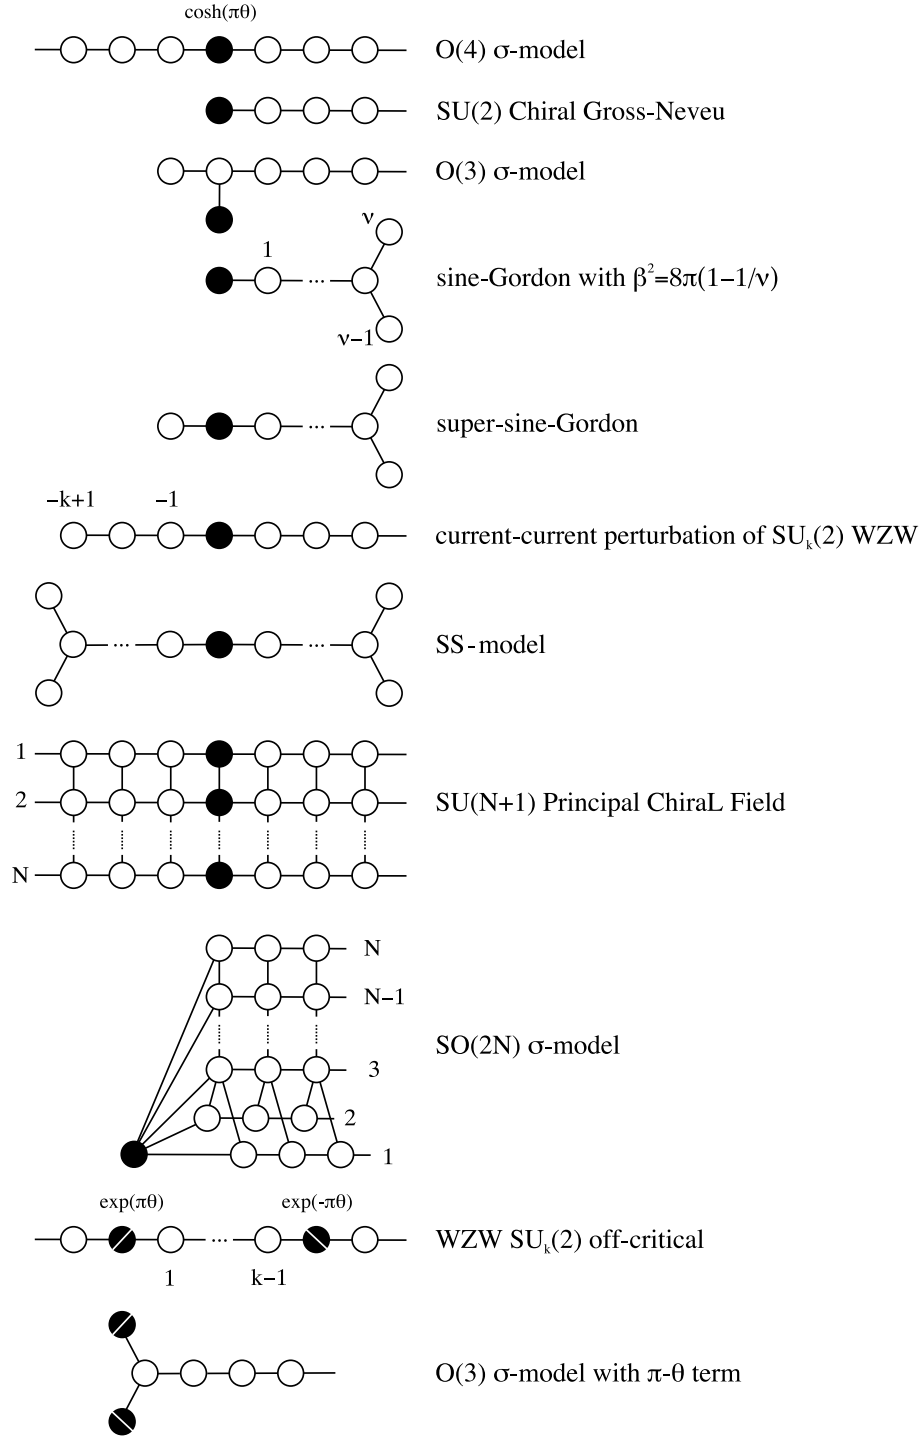 cosh(πθ)
O(4) σ-model
SU(2) Chiral Gross-Neveu
O(3) σ-model
ν
1
...
sine-Gordon with β²=8π(1−1/ν)
ν−1
...
super-sine-Gordon
−k+1 −1
current-current perturbation of SUₖ(2) WZW
... ...
SS-model
1
2
SU(N+1) Principal ChiraL Field
N
N
N−1
SO(2N) σ-model
3
2
1
exp(πθ) exp(-πθ)
...
WZW SUₖ(2) off-critical
1 k−1
O(3) σ-model with π-θ term